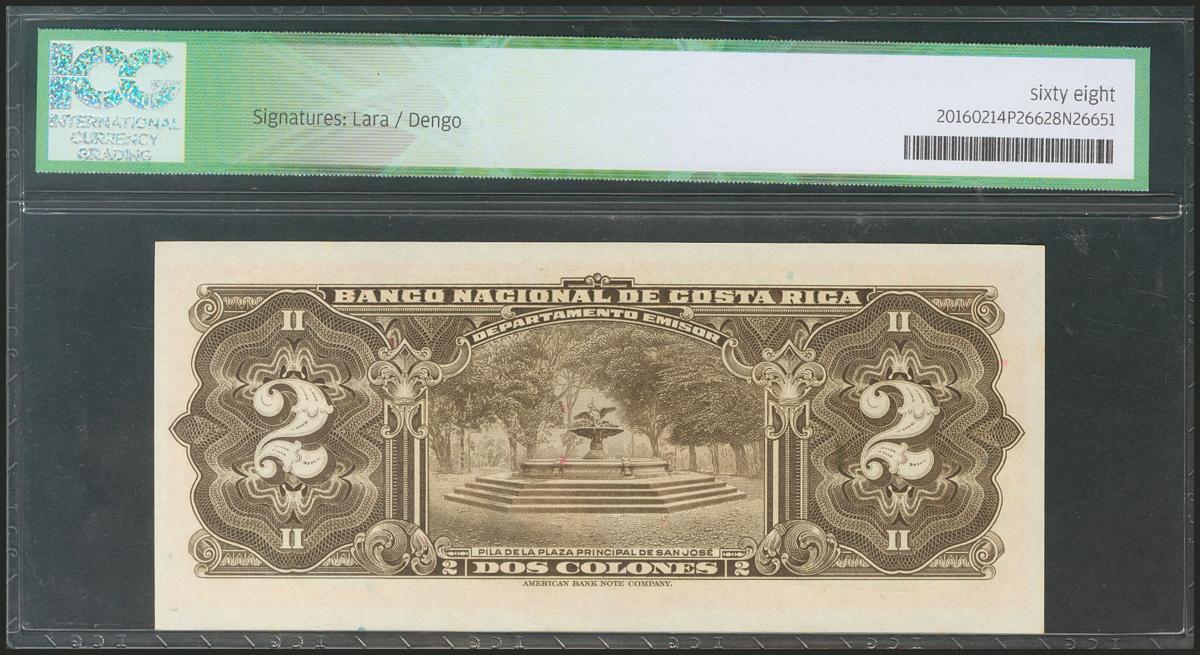 ICG
INTERNATIONAL
CURRENCY
GRADING
Signatures: Lara / Dengo
sixty eight
20160214P26628N26651
BANCO NACIONAL DE COSTA RICA
DEPARTAMENTO EMISOR
II
II
2
2
II
II
PILA DE LA PLAZA PRINCIPAL DE SAN JOSÉ
2 DOS COLONES 2
AMERICAN BANK NOTE COMPANY.
ICG